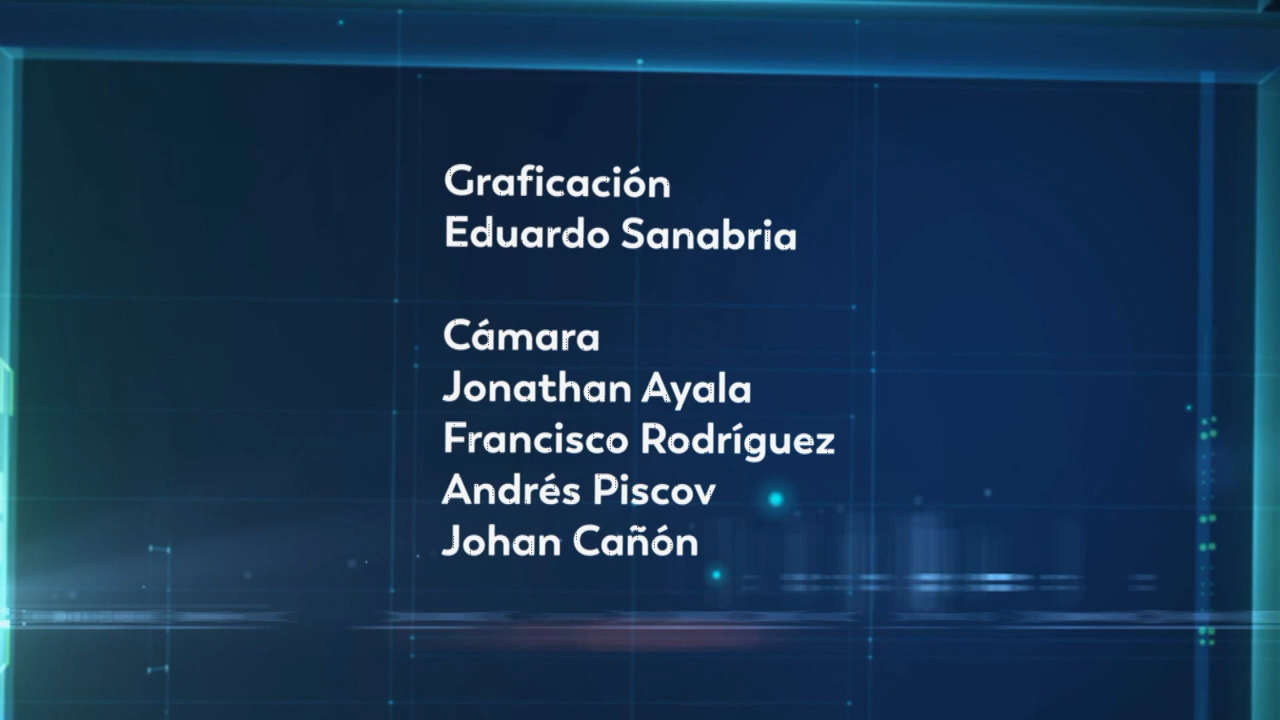 Graficación
Eduardo Sanabria
Cámara
Jonathan Ayala
Francisco Rodríguez
Andrés Piscov
Johan Cañón